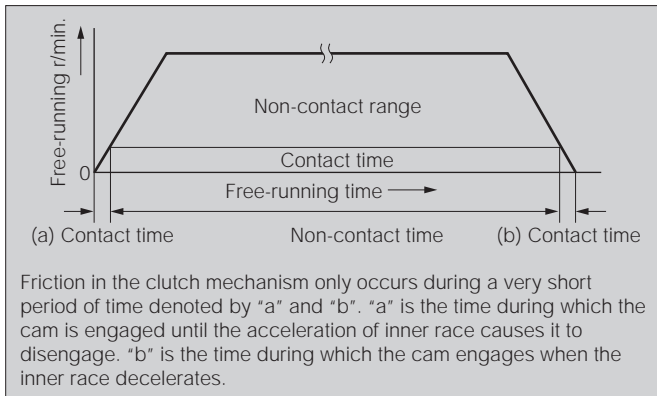 Free-running r/min.
Non-contact range
Contact time
0
Free-running time
(a) Contact time Non-contact time (b) Contact time
Friction in the clutch mechanism only occurs during a very short
period of time denoted by “a” and “b”. “a” is the time during which the
cam is engaged until the acceleration of inner race causes it to
disengage. “b” is the time during which the cam engages when the
inner race decelerates.